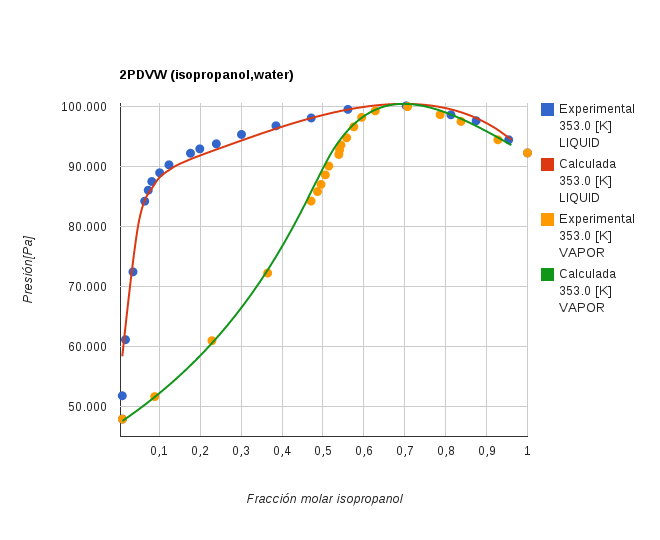 2PDVW (isopropanol,water)
100.000
90.000
80.000
70.000
60.000
50.000
Presión[Pa]
0,1 0,2 0,3 0,4 0,5 0,6 0,7 0,8 0,9 1
Fracción molar isopropanol
Experimental
353.0 [K]
LIQUID
Calculada
353.0 [K]
LIQUID
Experimental
353.0 [K]
VAPOR
Calculada
353.0 [K]
VAPOR